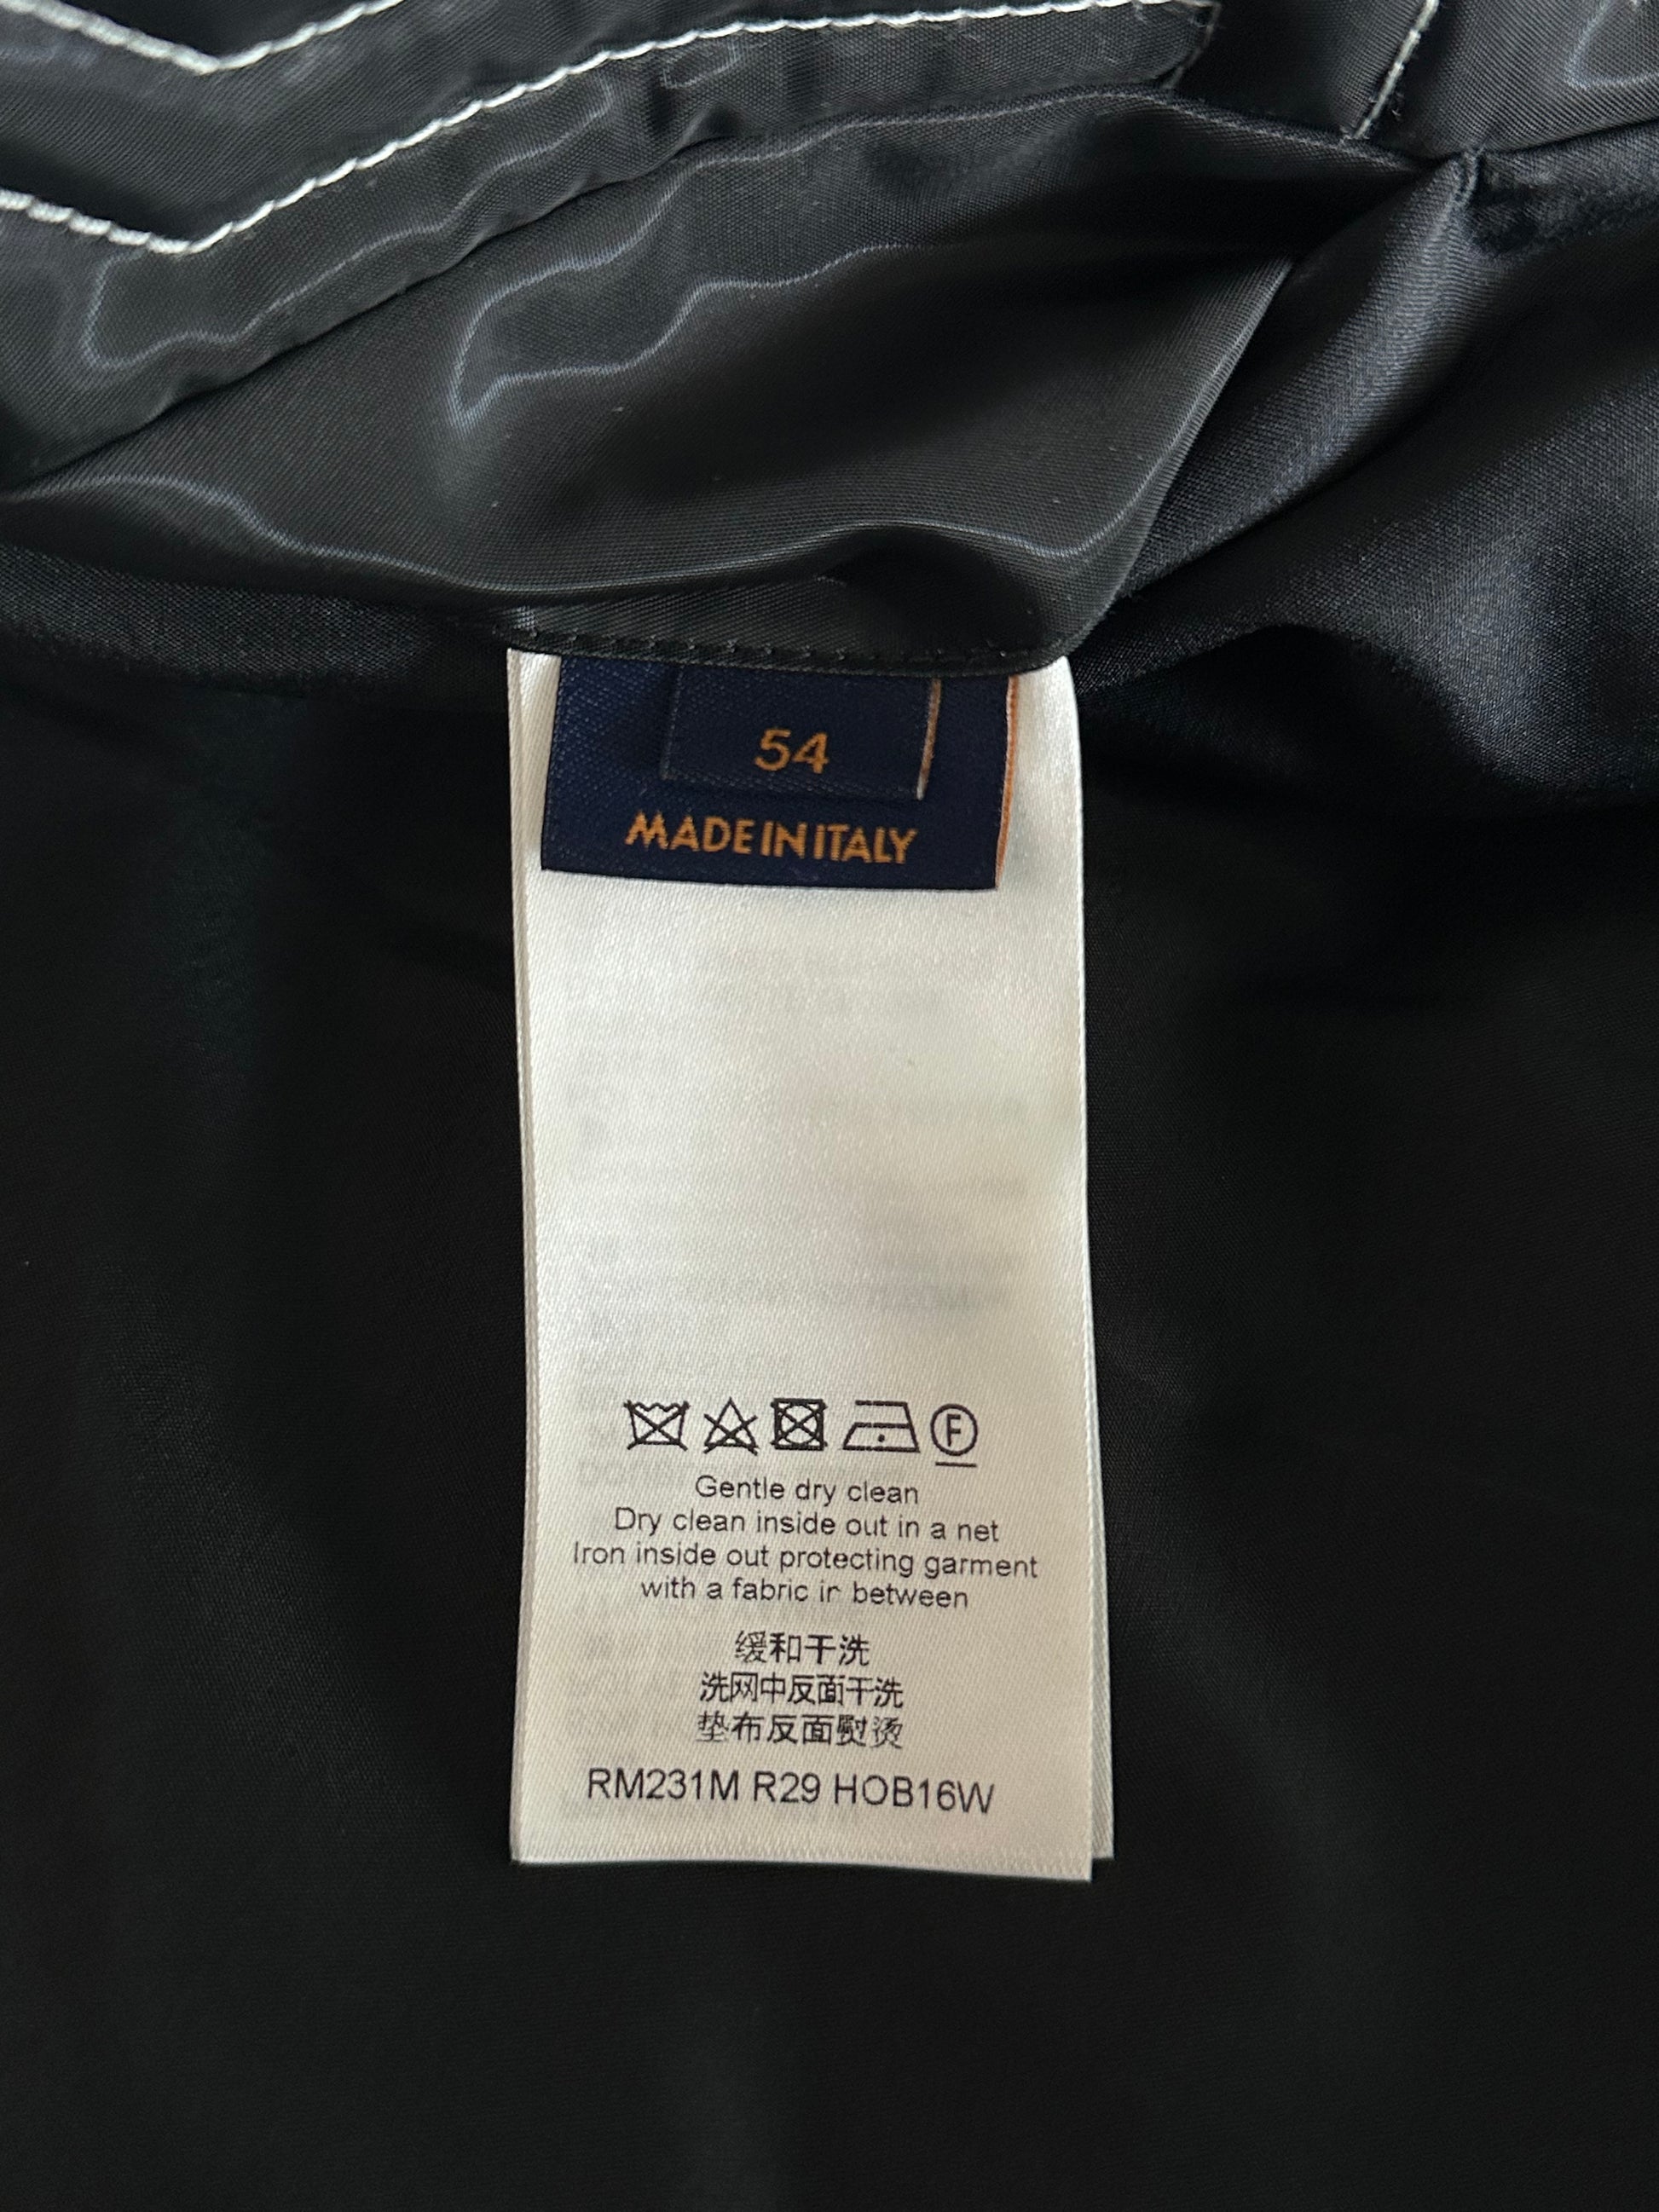 54
MADE IN ITALY
F
Gentle dry clean
Dry clean inside out in a net
Iron inside out protecting garment
with a fabric in between
缓和干洗
洗网中反面干洗
垫布反面熨烫
RM231M R29 HOB16W